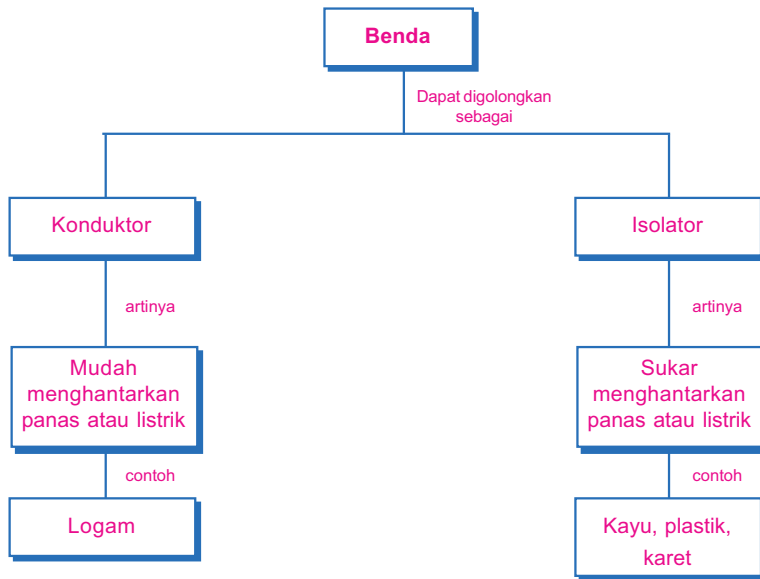 Benda
Dapat digolongkan
sebagai
Konduktor
Isolator
artinya
artinya
Mudah
menghantarkan
panas atau listrik
Sukar
menghantarkan
panas atau listrik
contoh
contoh
Logam
Kayu, plastik,
karet